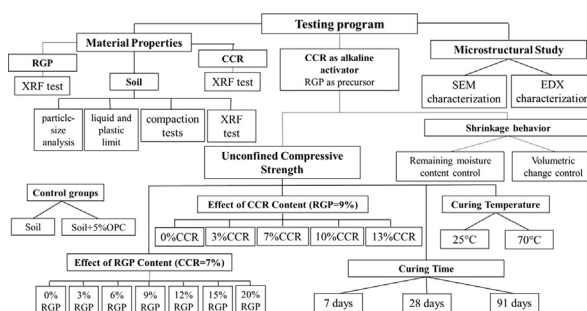 Testing program
Material Properties
Microstructural Study
RGP
CCR
CCR as alkaline
activator
RGP as precursor
XRF test
Soil
XRF test
SEM
characterization
EDX
characterization
particle-
size
analysis
liquid and
plastic
limit
compaction
tests
XRF
test
Shrinkage behavior
Unconfined Compressive
Strength
Remaining moisture
content control
Volumetric
change control
Control groups
Effect of CCR Content (RGP=9%)
Curing Temperature
Soil
Soil+5%OPC
0%CCR
3%CCR
7%CCR
10%CCR
13%CCR
25°C
70°C
Effect of RGP Content (CCR=7%)
Curing Time
0%
RGP
3%
RGP
6%
RGP
9%
RGP
12%
RGP
15%
RGP
20%
RGP
7 days
28 days
91 days